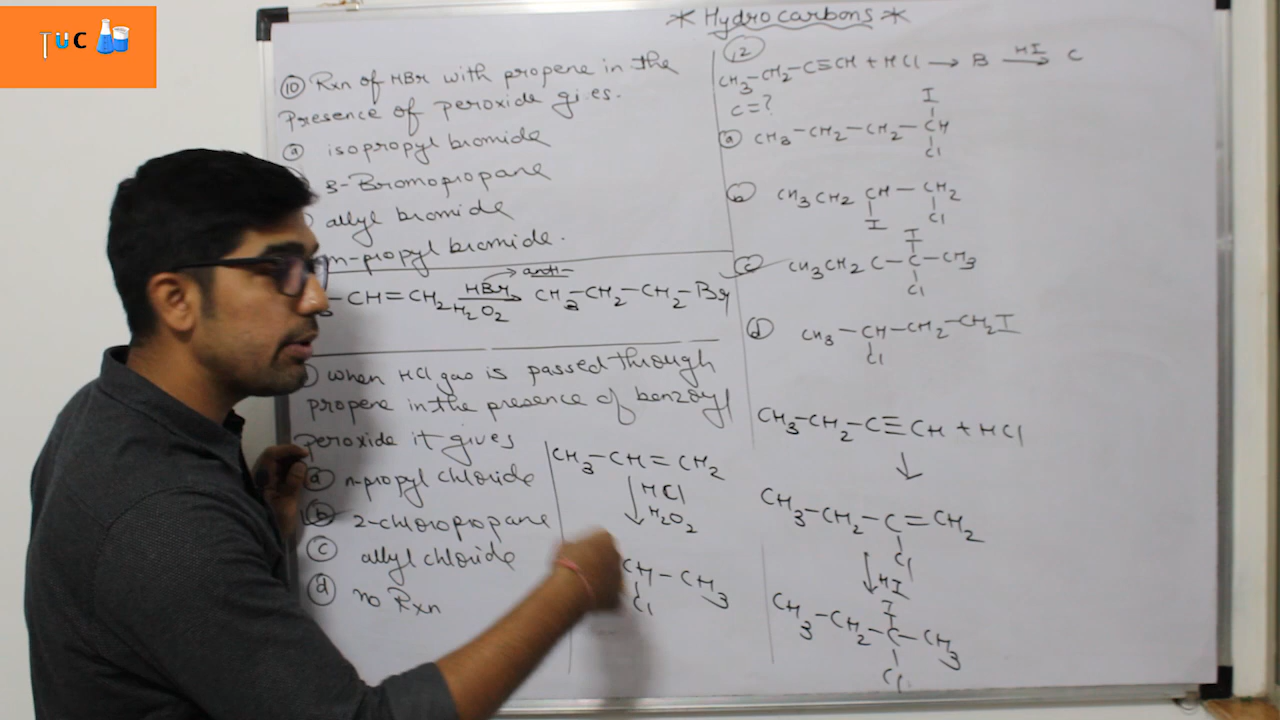 TUC
* Hydrocarbons *
⑩ Rxn of HBr with propene in the
Presence of peroxide gives.
ⓐ isopropyl bromide
3-Bromopropane
allyl bromide
n-propyl bromide.
CH=CH2 HBr H2O2 → anti- CH3-CH2-CH2-Br
When HCl gas is passed through
propene in the presence of benzoyl
peroxide it gives
ⓐ n-propyl chloride
ⓑ 2-chloropropane
ⓒ allyl chloride
ⓓ no Rxn
CH3-CH=CH2
↓ HCl
H2O2
CH-CH3
Cl
⑫
CH3-CH2-C≡CH + HCl → B HI → C
C=?
I
ⓐ CH3-CH2-CH2-CH
Cl
ⓑ CH3CH2 CH-CH2
I Cl
I
ⓒ CH3CH2 C-C-CH3
Cl
ⓓ CH3-CH-CH2-CH2I
Cl
CH3-CH2-C≡CH + HCl
↓
CH3-CH2-C=CH2
Cl
↓ HI
I
CH3-CH2-C-CH3
Cl